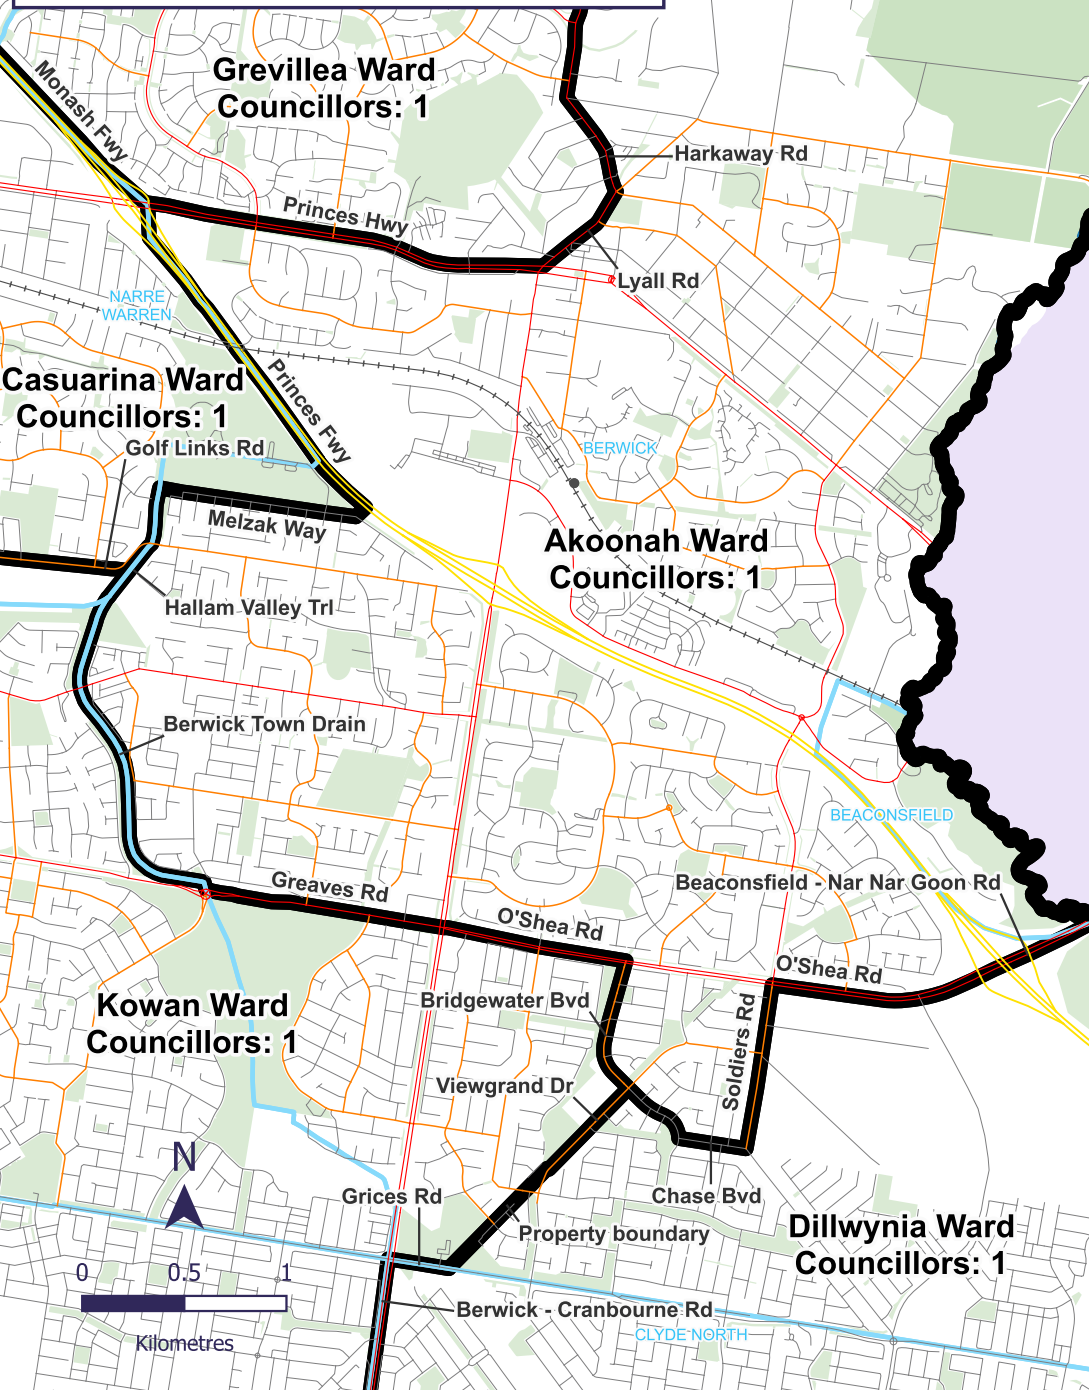 Grevillea Ward
Councillors: 1
Monash Fwy
Harkaway Rd
Princes Hwy
Lyall Rd
NARRE
WARREN
Casuarina Ward
Councillors: 1
Princes Fwy
Golf Links Rd
BERWICK
Melzak Way
Akoonah Ward
Councillors: 1
Hallam Valley Trl
Berwick Town Drain
BEACONSFIELD
Greaves Rd
Beaconsfield - Nar Nar Goon Rd
O'Shea Rd
O'Shea Rd
Kowan Ward
Councillors: 1
Bridgewater Bvd
Soldiers Rd
Viewgrand Dr
N
Grices Rd
Chase Bvd
Property boundary
Dillwynia Ward
Councillors: 1
0 0.5 1
Kilometres
Berwick - Cranbourne Rd
CLYDE NORTH